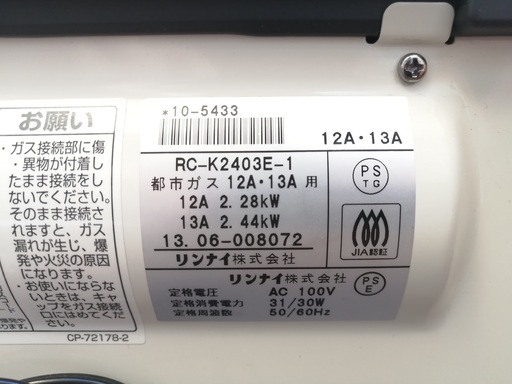 お願い
・ガス接続部に傷
・異物が付着し
たまま接続をし
ないでください。
そのまま接続され
ますと、ガス
漏れが生じ、爆
発や火災の原因
になります。
・お使いにならな
いときは、キャ
ップをガス接続
口にはめてくだ
さい。
CP-72178-2
*10-5433
12A・13A
RC-K2403E-1
都市ガス 12A・13A 用
12A 2.28kW
13A 2.44kW
13.06-008072
リンナイ株式会社
PS
TG
JIA認証
リンナイ株式会社
PS
E
定格電圧 AC 100V
定格消費電力 31/30W
定格周波数 50/60Hz